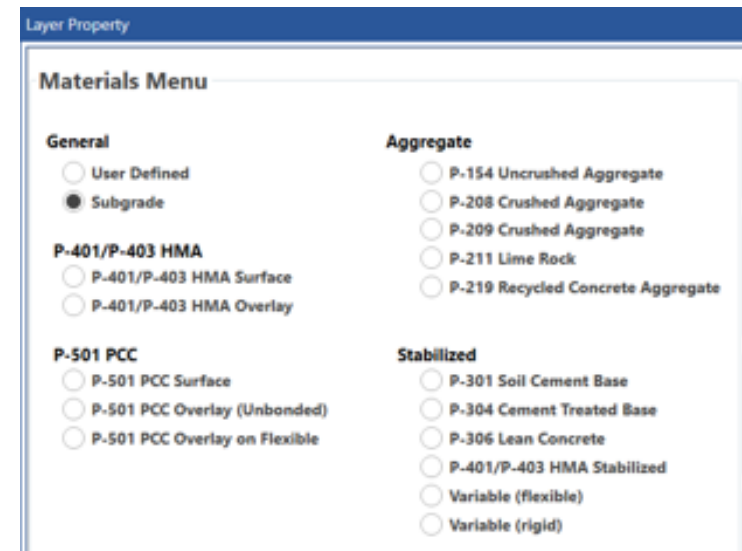 Layer Property
Materials Menu
General
User Defined
Subgrade
P-401/P-403 HMA
P-401/P-403 HMA Surface
P-401/P-403 HMA Overlay
P-501 PCC
P-501 PCC Surface
P-501 PCC Overlay (Unbonded)
P-501 PCC Overlay on Flexible
Aggregate
P-154 Uncrushed Aggregate
P-208 Crushed Aggregate
P-209 Crushed Aggregate
P-211 Lime Rock
P-219 Recycled Concrete Aggregate
Stabilized
P-301 Soil Cement Base
P-304 Cement Treated Base
P-306 Lean Concrete
P-401/P-403 HMA Stabilized
Variable (flexible)
Variable (rigid)